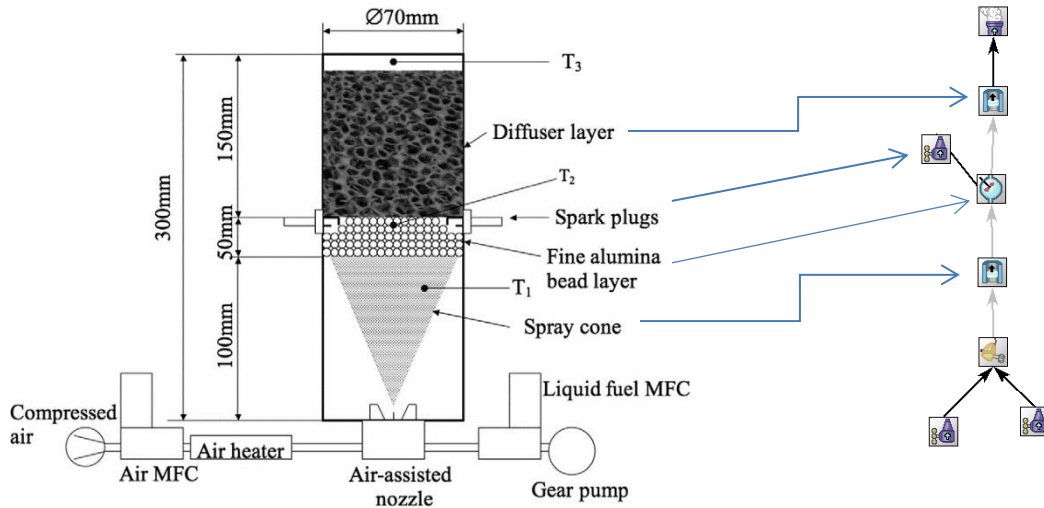 Ø70mm
T3
150mm
Diffuser layer
T2
300mm
Spark plugs
50mm
Fine alumina
bead layer
T1
Spray cone
100mm
Liquid fuel MFC
Compressed
air
Air heater
Air MFC
Air-assisted
nozzle
Gear pump